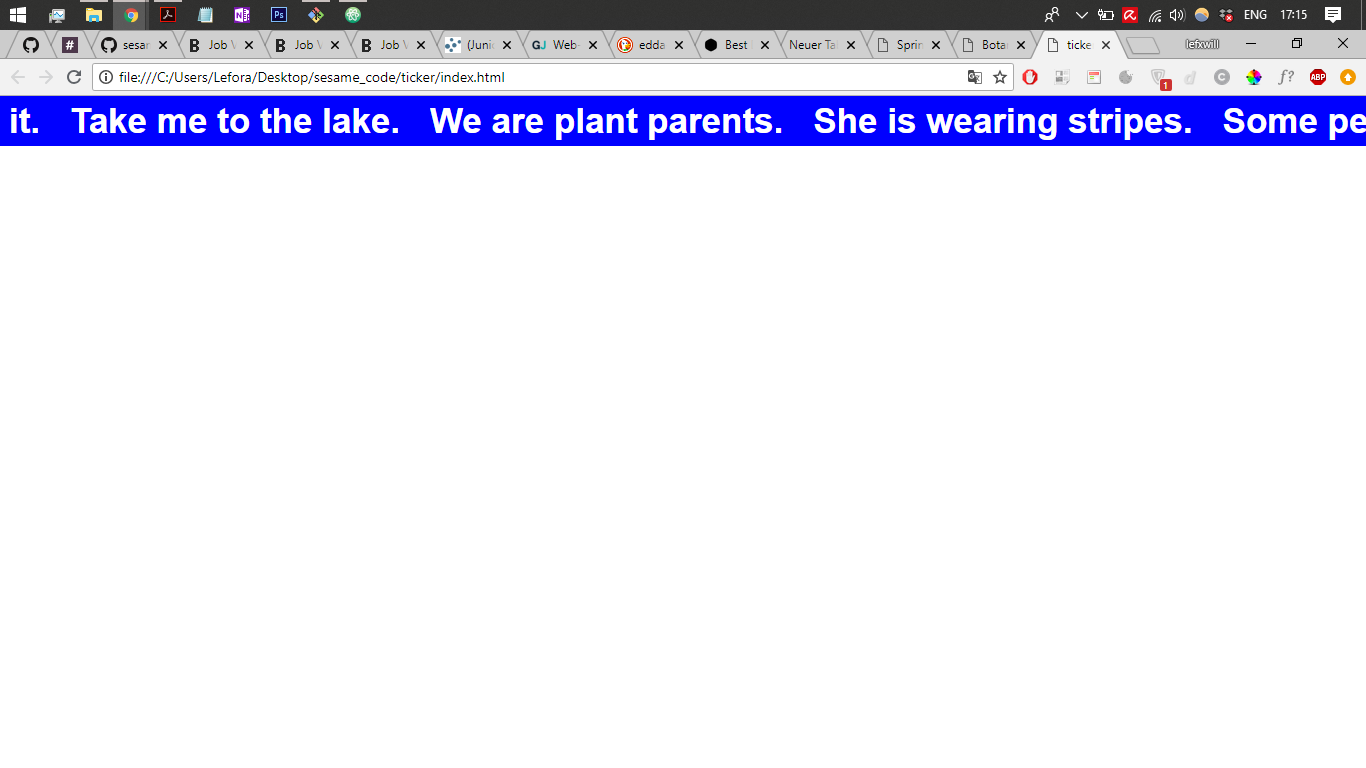 ENG 17:15
# sesar Job V Job V Job V (Junio GJ Web- edda Best Neuer Ta Sprin Bota ticke lefxwill
file:///C:/Users/Lefora/Desktop/sesame_code/ticker/index.html 1 d C f? ABP
it. Take me to the lake. We are plant parents. She is wearing stripes. Some pe